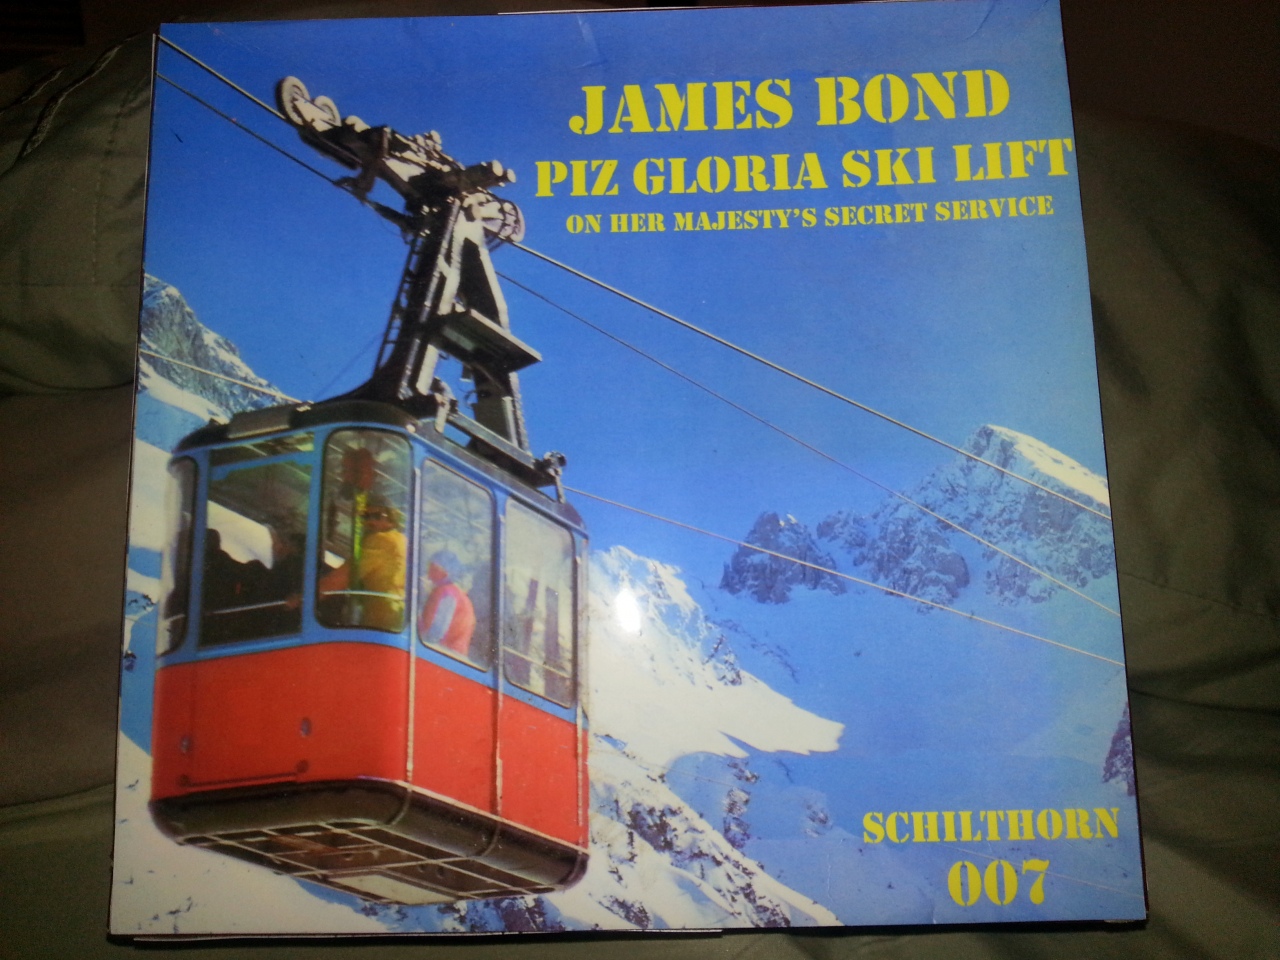 JAMES BOND
PIZ GLORIA SKI LIFT
ON HER MAJESTY'S SECRET SERVICE
SCHILTHORN
007